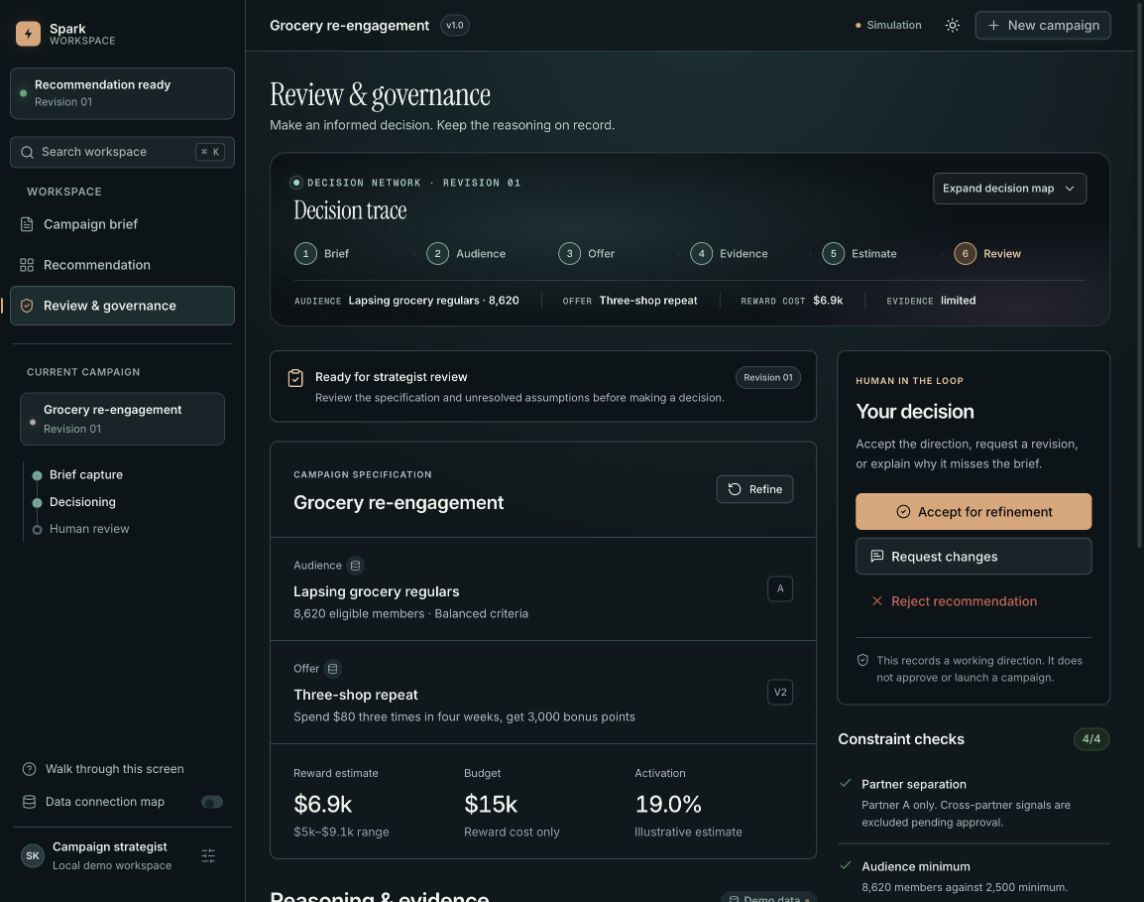 Spark
WORKSPACE
Recommendation ready
Revision 01
Search workspace
⌘ K
WORKSPACE
Campaign brief
Recommendation
Review & governance
CURRENT CAMPAIGN
Grocery re-engagement
Revision 01
Brief capture
Decisioning
Human review
Walk through this screen
Data connection map
SK
Campaign strategist
Local demo workspace
Grocery re-engagement v1.0
Simulation
New campaign
Review & governance
Make an informed decision. Keep the reasoning on record.
DECISION NETWORK · REVISION 01
Decision trace
Expand decision map
1 Brief
2 Audience
3 Offer
4 Evidence
5 Estimate
6 Review
AUDIENCE Lapsing grocery regulars · 8,620
OFFER Three-shop repeat
REWARD COST $6.9k
EVIDENCE limited
Ready for strategist review
Review the specification and unresolved assumptions before making a decision.
Revision 01
CAMPAIGN SPECIFICATION
Grocery re-engagement
Refine
Audience
Lapsing grocery regulars
8,620 eligible members · Balanced criteria
A
Offer
Three-shop repeat
Spend $80 three times in four weeks, get 3,000 bonus points
V2
Reward estimate
$6.9k
$5k–$9.1k range
Budget
$15k
Reward cost only
Activation
19.0%
Illustrative estimate
Reasoning & evidence
Demo data
HUMAN IN THE LOOP
Your decision
Accept the direction, request a revision,
or explain why it misses the brief.
Accept for refinement
Request changes
Reject recommendation
This records a working direction. It does
not approve or launch a campaign.
Constraint checks
4/4
Partner separation
Partner A only. Cross-partner signals are
excluded pending approval.
Audience minimum
8,620 members against 2,500 minimum.